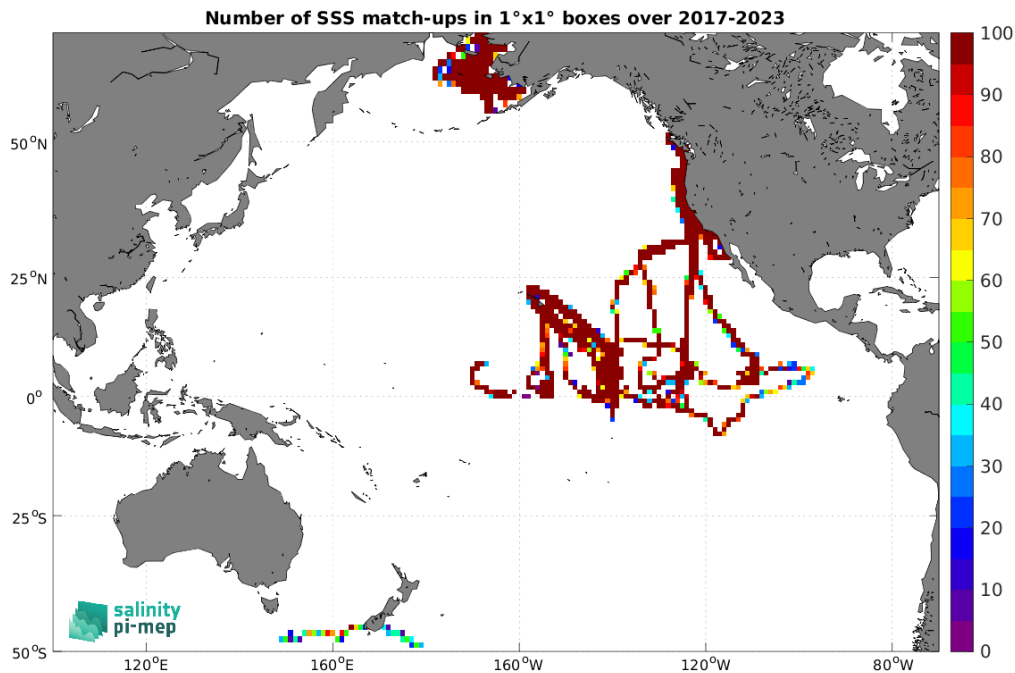 Number of SSS match-ups in 1°x1° boxes over 2017-2023
100
90
80
70
60
50
40
30
20
10
0
50°N
25°N
0°
25°S
50°S
120°E
160°E
160°W
120°W
80°W
salinity
pi-mep